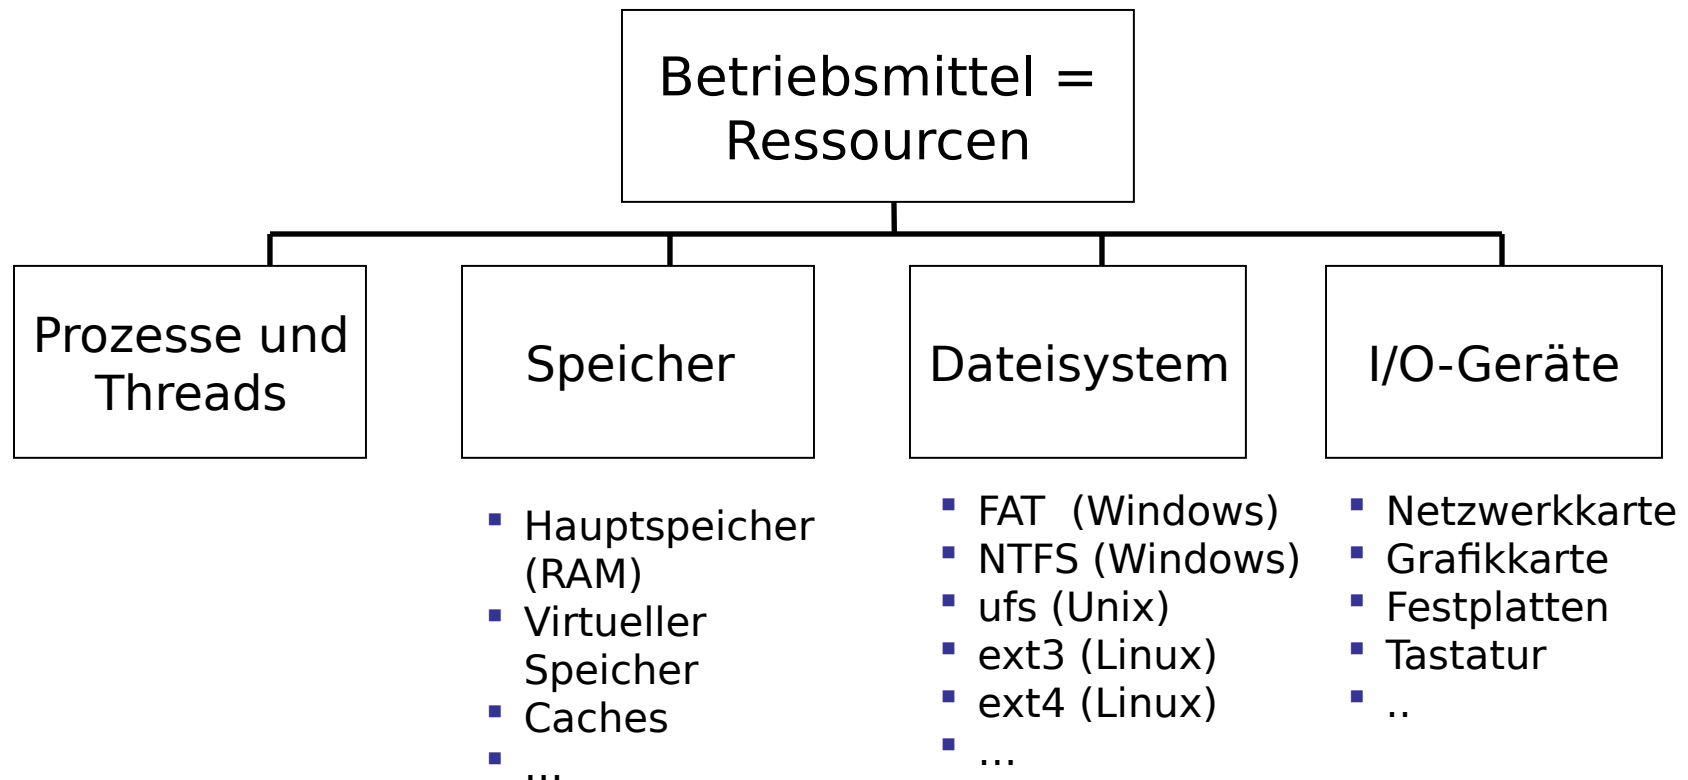 Betriebsmittel =
Ressourcen
Prozesse und
Threads
Speicher
Dateisystem
I/O-Geräte
Hauptspeicher
(RAM)
Virtueller
Speicher
Caches
...
FAT  (Windows)
NTFS (Windows)
ufs (Unix)
ext3 (Linux)
ext4 (Linux)
...
Netzwerkkarte
Grafikkarte
Festplatten
Tastatur
..